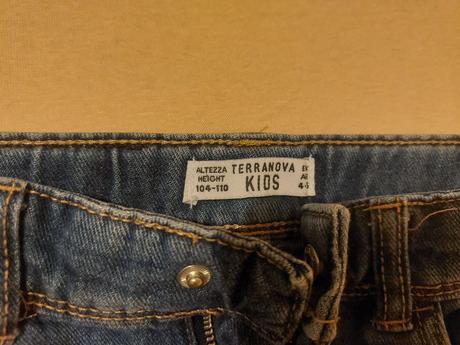 ALTEZZA
HEIGHT
104-110
TERRANOVA
KIDS